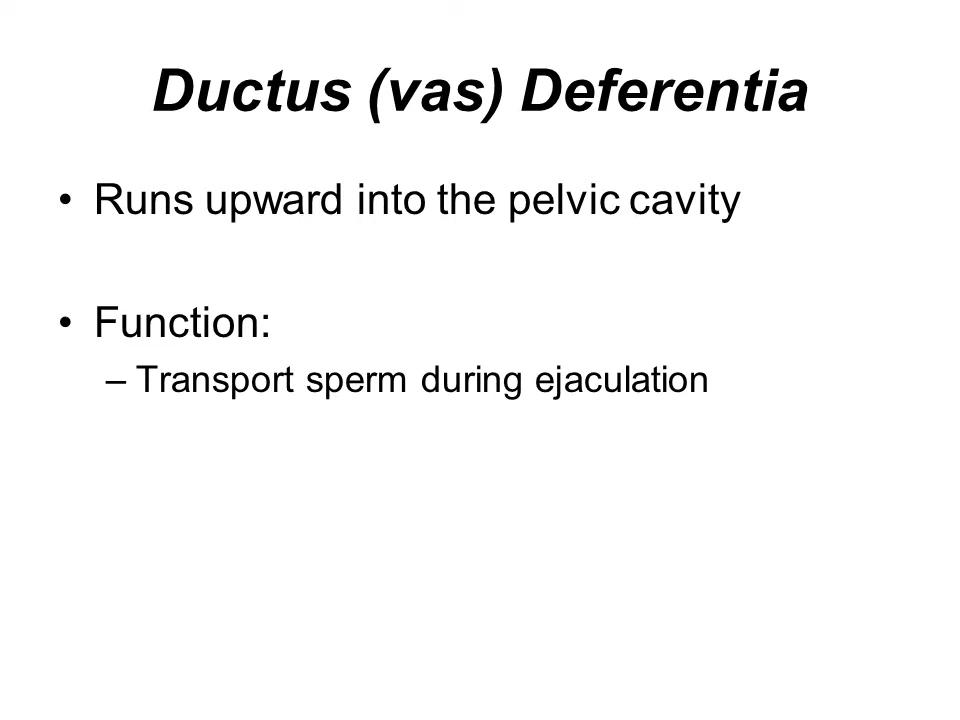 Ductus (vas) Deferentia
• Runs upward into the pelvic cavity
• Function:
– Transport sperm during ejaculation